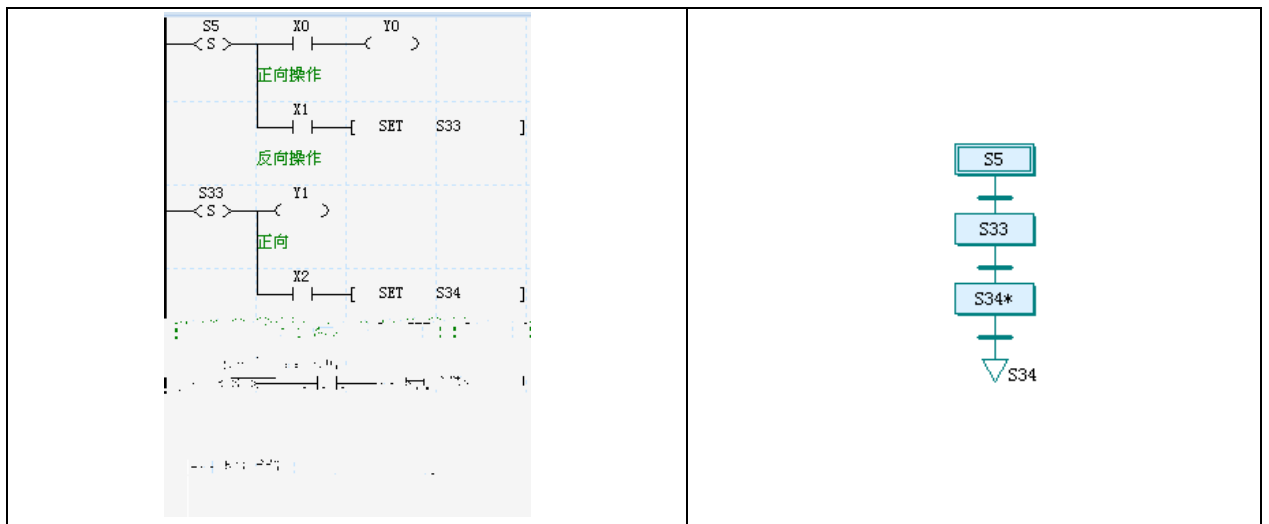 S5 X0 Y0
S
正向操作
X1
SET S33
反向操作
S33 Y1
S
正向
X2
SET S34
S5
S33
S34*
S34